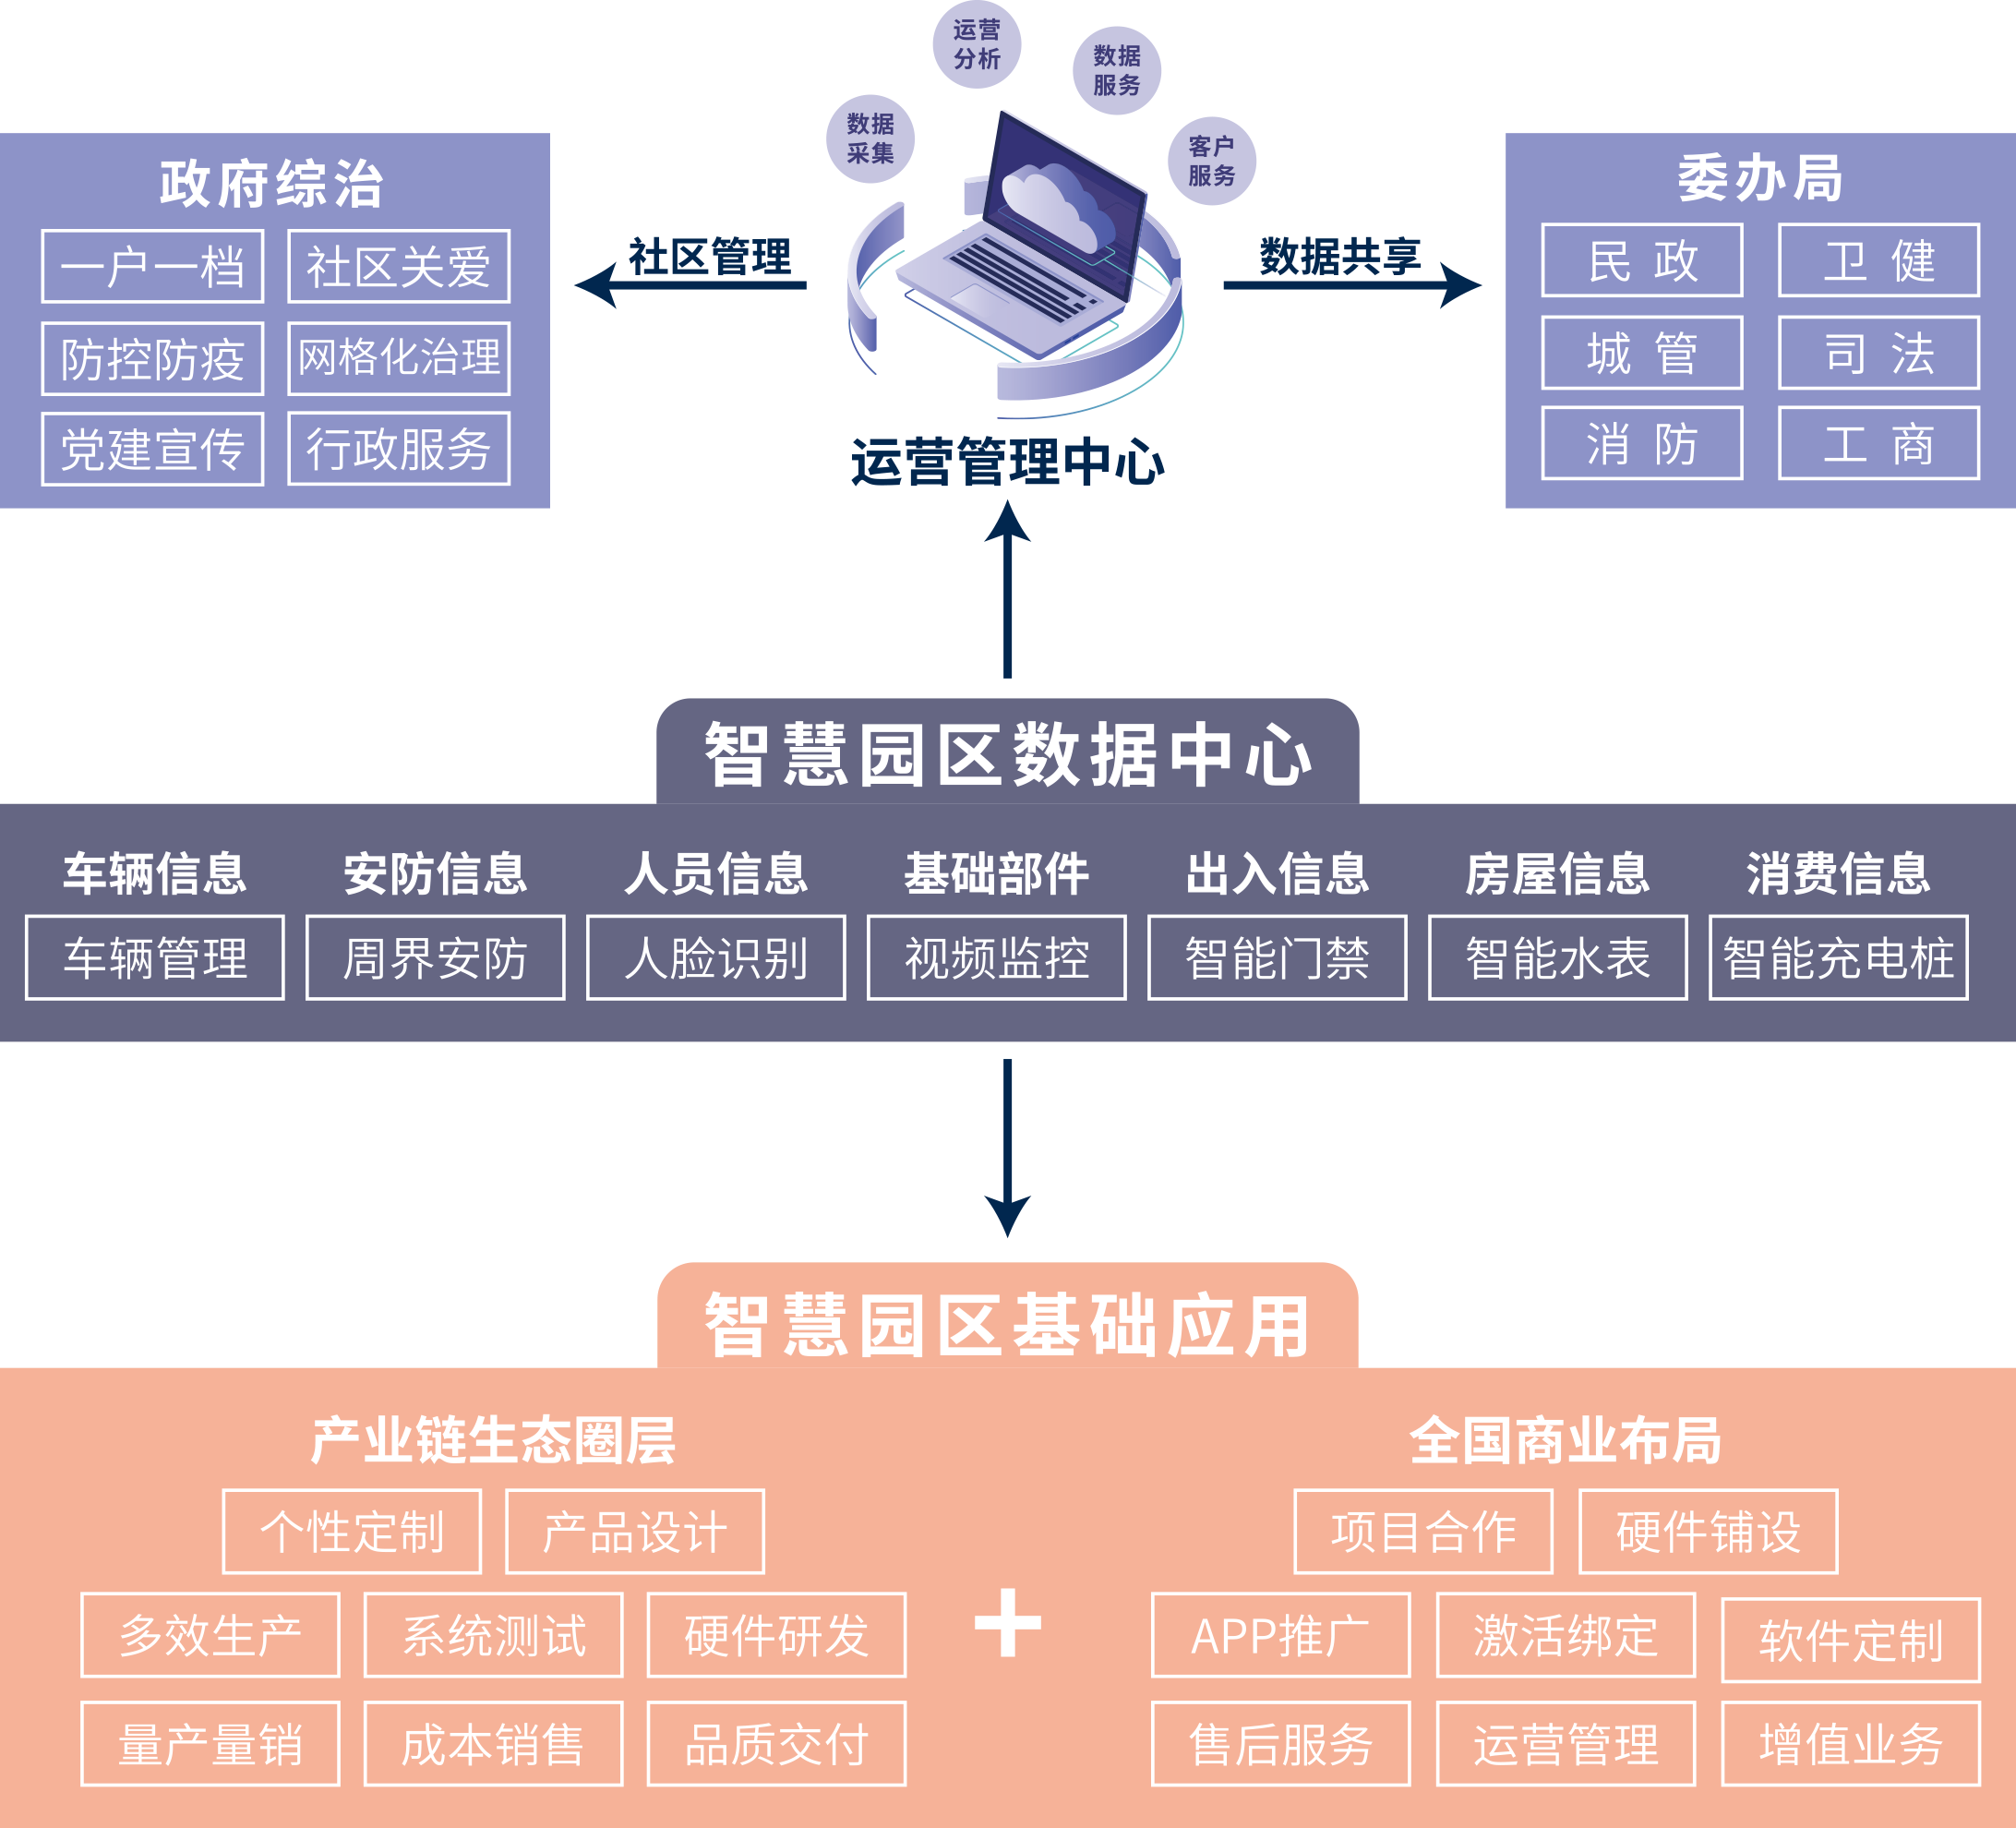 运营
分析
数据
服务
数据
采集
客户
服务
政府综治
一户一档
社区关爱
防控防疫
网格化治理
党建宣传
行政服务
社区管理
数据共享
委办局
民 政
卫 健
城 管
司 法
消 防
工 商
运营管理中心
智慧园区数据中心
车辆信息
安防信息
人员信息
基础部件
出入信息
房屋信息
消费信息
车辆管理
周界安防
人脸识别
视频监控
智能门禁
智能水表
智能充电桩
智慧园区基础应用
产业链生态圈层
全国商业布局
个性定制
产品设计
项目合作
硬件铺设
多效生产
系统测试
硬件研发
+
APP推广
激活绑定
软件定制
量产量销
成本销售
品质交付
售后服务
运营管理
增值业务